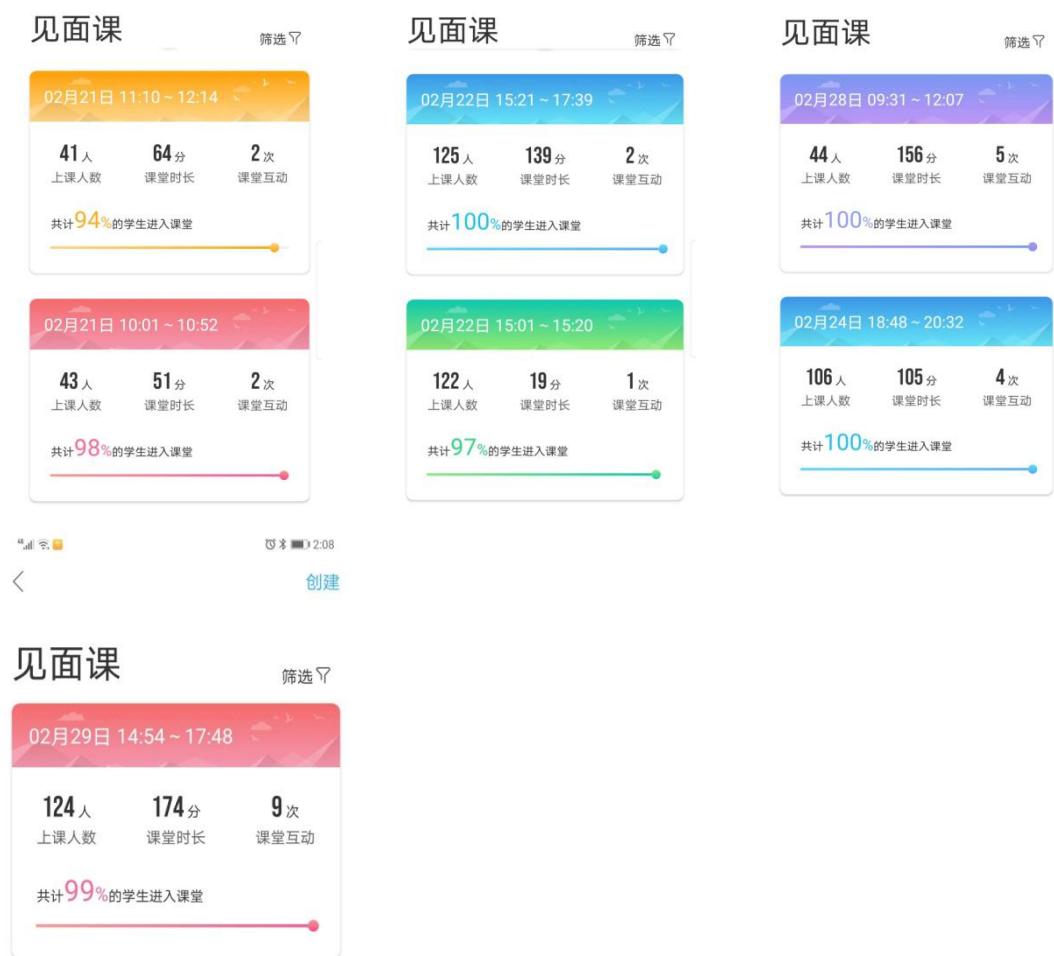 见面课
筛选
02月21日 11:10 ~ 12:14
41人 64分 2次
上课人数 课堂时长 课堂互动
共计94%的学生进入课堂
02月21日 10:01 ~ 10:52
43人 51分 2次
上课人数 课堂时长 课堂互动
共计98%的学生进入课堂
见面课
筛选
02月22日 15:21 ~ 17:39
125人 139分 2次
上课人数 课堂时长 课堂互动
共计100%的学生进入课堂
02月22日 15:01 ~ 15:20
122人 19分 1次
上课人数 课堂时长 课堂互动
共计97%的学生进入课堂
见面课
筛选
02月28日 09:31 ~ 12:07
44人 156分 5次
上课人数 课堂时长 课堂互动
共计100%的学生进入课堂
02月24日 18:48 ~ 20:32
106人 105分 4次
上课人数 课堂时长 课堂互动
共计100%的学生进入课堂
2:08
创建
见面课
筛选
02月29日 14:54 ~ 17:48
124人 174分 9次
上课人数 课堂时长 课堂互动
共计99%的学生进入课堂